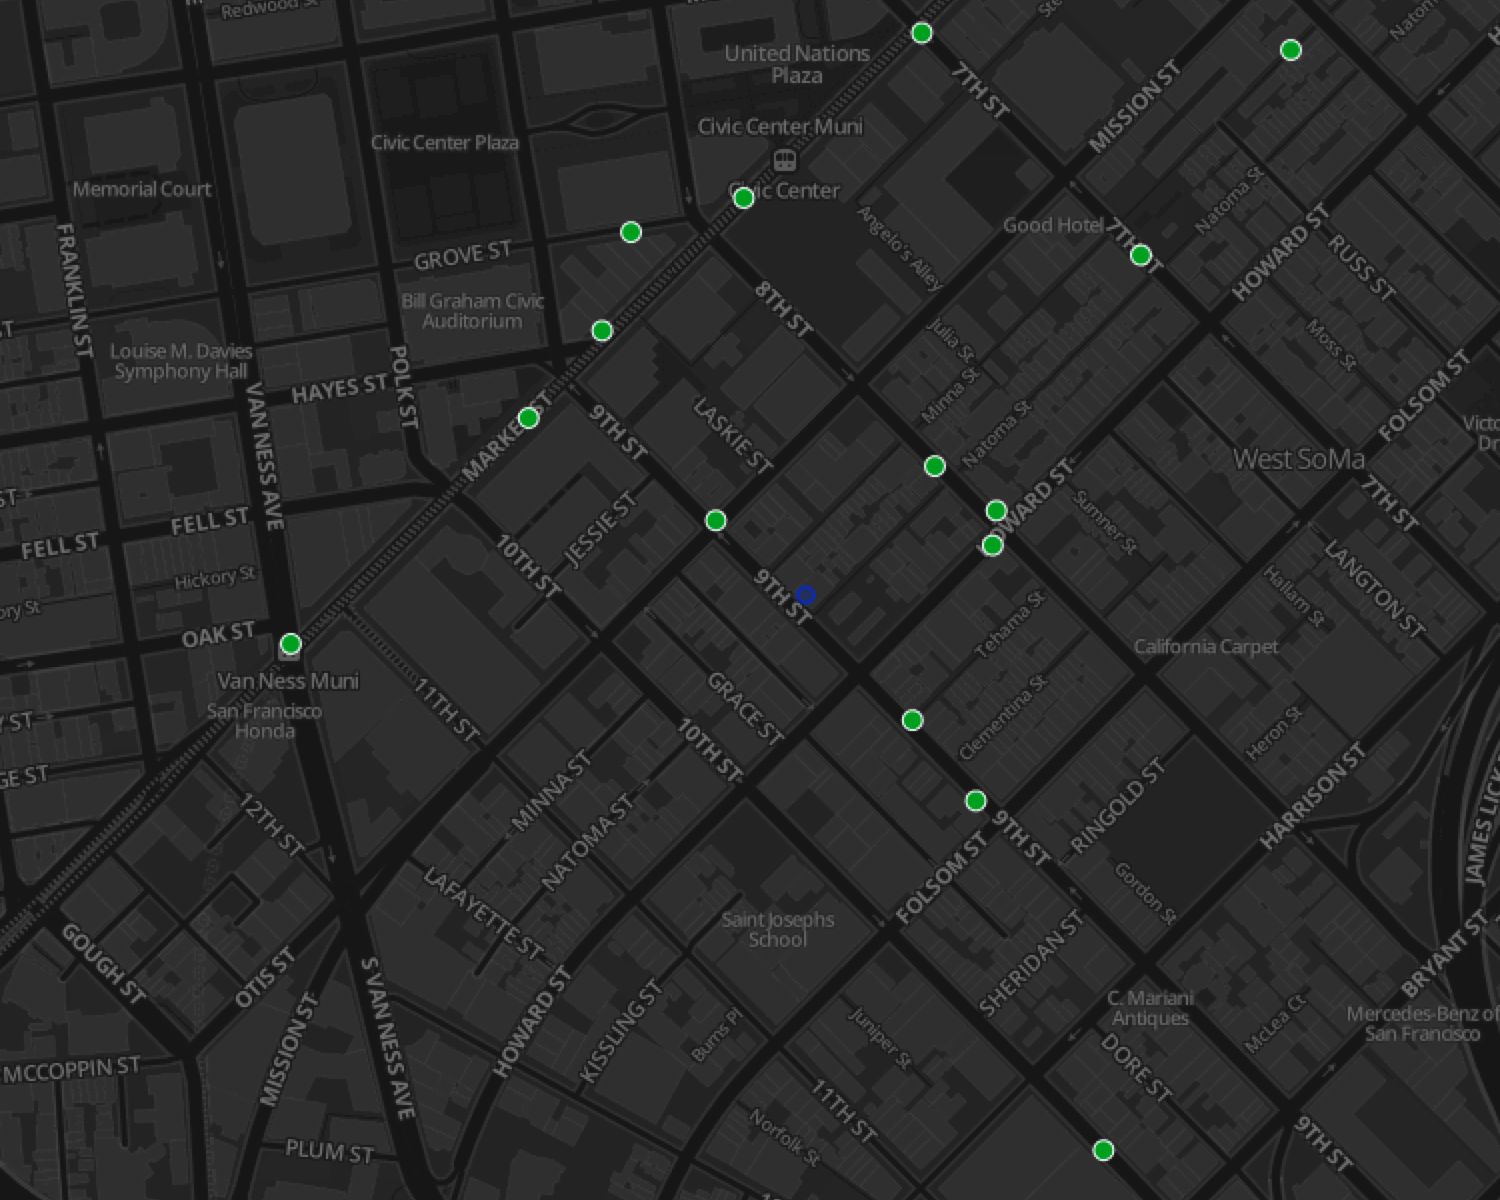 Redwood St
United Nations
Plaza
7TH ST
MISSION ST
Civic Center Muni
Civic Center Plaza
Memorial Court
Civic Center
Natoma St
Angelo's Alley
Good Hotel
7TH ST
HOWARD ST
RUSS ST
FRANKLIN ST
GROVE ST
Bill Graham Civic
Auditorium
8TH ST
Julia St
Moss St
Louise M. Davies
Symphony Hall
HAYES ST
POLK ST
VAN NESS AVE
Minna St
Natoma St
FOLSOM ST
MARKET ST
9TH ST
LASKIE ST
West SoMa
HOWARD ST
7TH ST
FELL ST
FELL ST
JESSIE ST
10TH ST
Sumner St
LANGTON ST
Hallam St
Hickory St
9TH ST
Tehama St
OAK ST
California Carpet
Van Ness Muni
San Francisco
Honda
11TH ST
GRACE ST
10TH ST
Clementina St
Heron St
12TH ST
MINNA ST
NATOMA ST
RINGOLD ST
HARRISON ST
9TH ST
LAFAYETTE ST
FOLSOM ST
Gordon St
Saint Josephs
School
GOUGH ST
OTIS ST
SHERIDAN ST
BRYANT ST
S VAN NESS AVE
MISSION ST
HOWARD ST
KISSLING ST
Burns Pl
Juniper St
C. Mariani
Antiques
McLea Ct
Mercedes-Benz of
San Francisco
MCCOPPIN ST
DORE ST
PLUM ST
11TH ST
Norfolk St
9TH ST